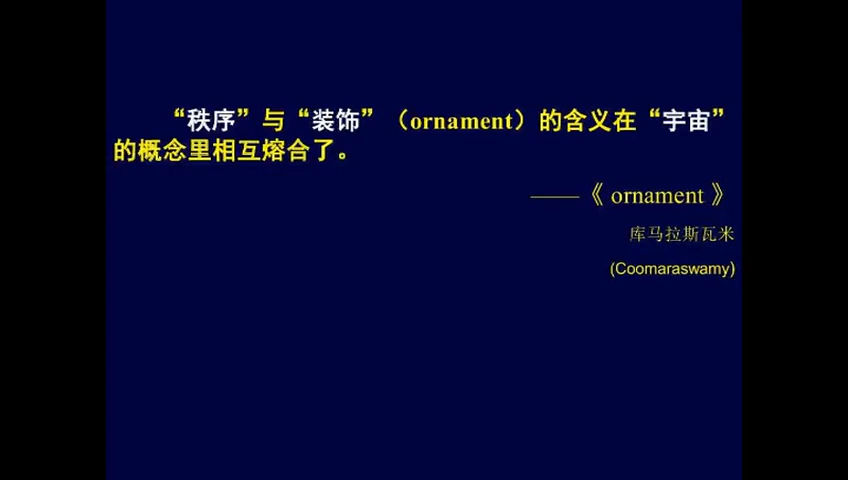 “秩序”与“装饰”（ornament）的含义在“宇宙”
的概念里相互熔合了。
——《 ornament 》
库马拉斯瓦米
(Coomaraswamy)